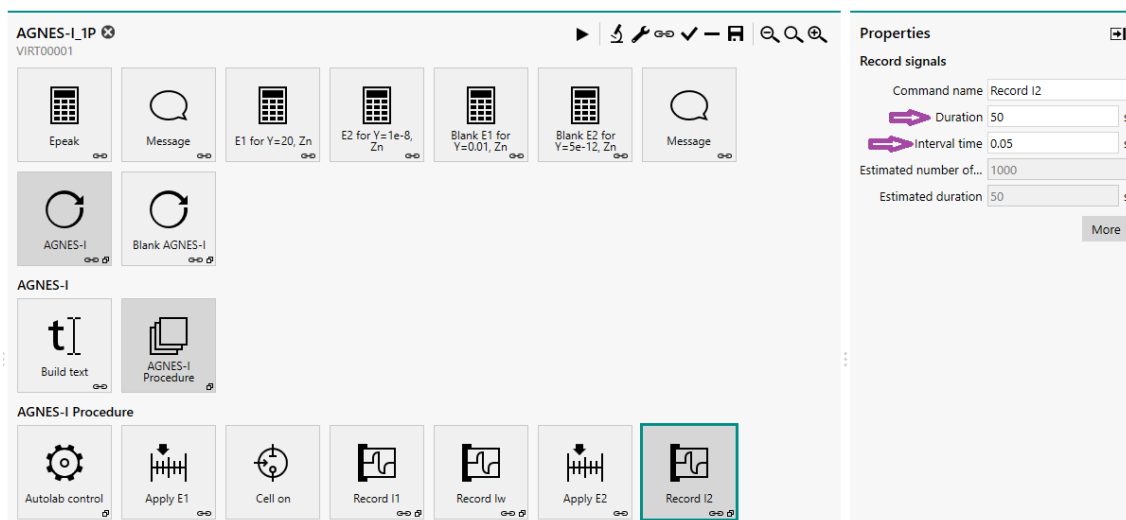 AGNES-I_1P
VIRT00001
Epeak
Message
E1 for Y=20, Zn
E2 for Y=1e-8,
Zn
Blank E1 for
Y=0.01, Zn
Blank E2 for
Y=5e-12, Zn
Message
AGNES-I
Blank AGNES-I
AGNES-I
t
Build text
AGNES-I
Procedure
AGNES-I Procedure
Autolab control
Apply E1
Cell on
Record I1
Record Iw
Apply E2
Record I2
Properties
Record signals
Command name Record I2
Duration 50 s
Interval time 0.05 s
Estimated number of... 1000
Estimated duration 50 s
More